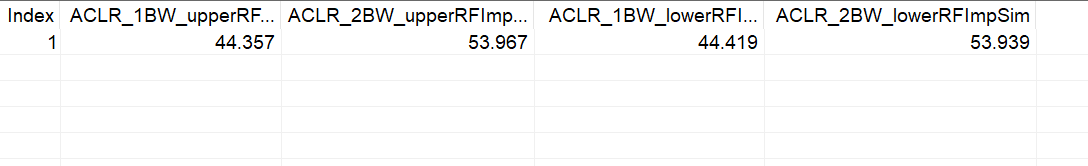 Index ACLR_1BW_upperRF... ACLR_2BW_upperRFImp... ACLR_1BW_lowerRFI... ACLR_2BW_lowerRFImpSim
1 44.357 53.967 44.419 53.939